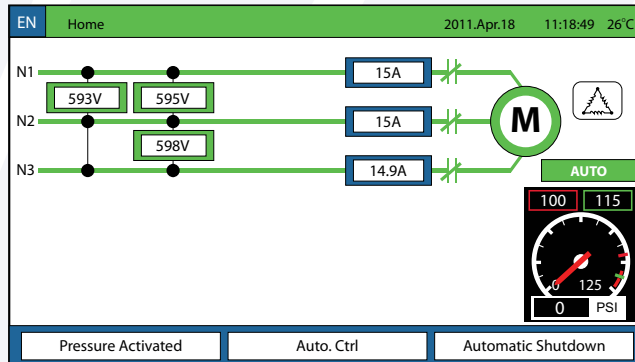 EN Home 2011.Apr.18 11:18:49 26°C
N1 15A
593V 595V
N2 15A M
598V
N3 14.9A
AUTO
100 115
0 125
0 PSI
Pressure Activated Auto. Ctrl Automatic Shutdown